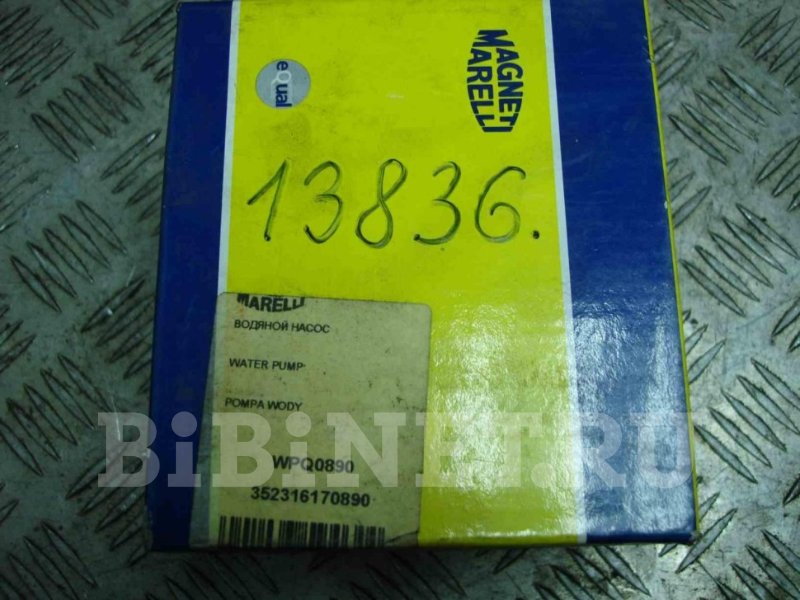 MAGNETI
MARELLI
eQual
13836.
MARELLI
ВОДЯНОЙ НАСОС
WATER PUMP
POMPA WODY
WPQ0890
352316170890
BiBiNET.RU